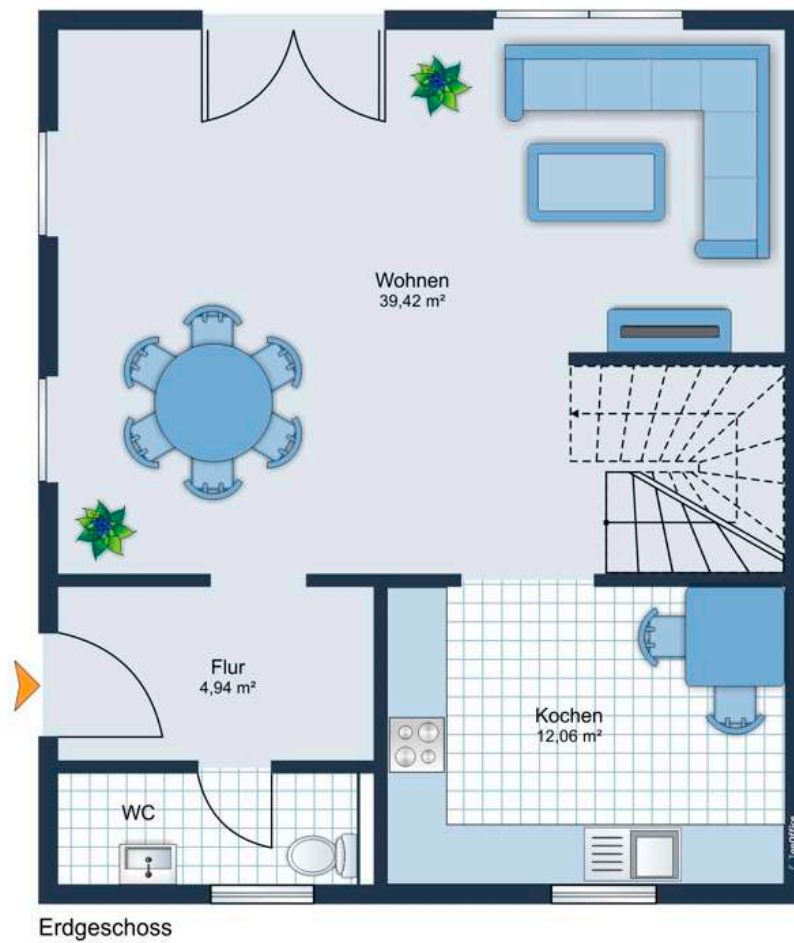 Wohnen
39,42 m²
Flur
4,94 m²
Kochen
12,06 m²
WC
Erdgeschoss